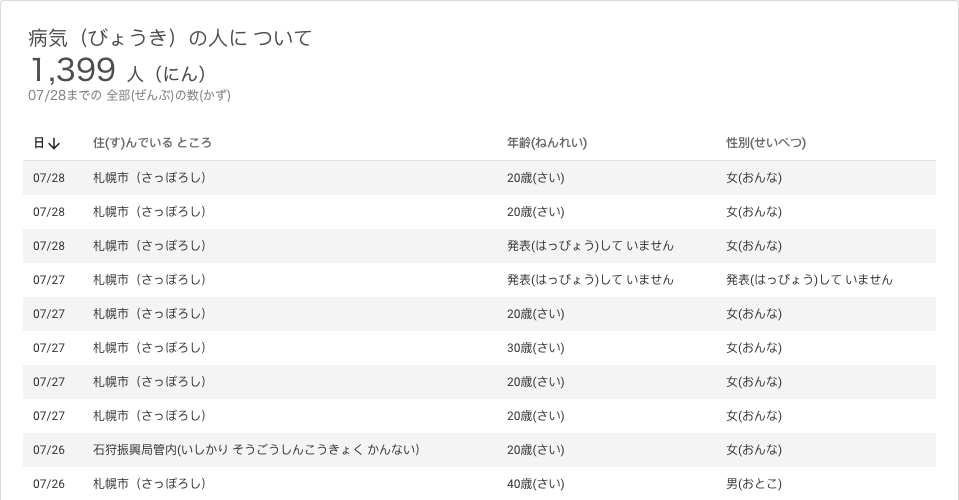 病気（びょうき）の人に ついて
1,399 人（にん）
07/28までの 全部(ぜんぶ)の数(かず)
日↓ 住(す)んでいる ところ 年齢(ねんれい) 性別(せいべつ)
07/28 札幌市（さっぽろし） 20歳(さい) 女(おんな)
07/28 札幌市（さっぽろし） 20歳(さい) 女(おんな)
07/28 札幌市（さっぽろし） 発表(はっぴょう)して いません 女(おんな)
07/27 札幌市（さっぽろし） 発表(はっぴょう)して いません 発表(はっぴょう)して いません
07/27 札幌市（さっぽろし） 20歳(さい) 女(おんな)
07/27 札幌市（さっぽろし） 30歳(さい) 女(おんな)
07/27 札幌市（さっぽろし） 20歳(さい) 女(おんな)
07/27 札幌市（さっぽろし） 20歳(さい) 女(おんな)
07/26 石狩振興局管内(いしかり そうごうしんこうきょく かんない） 20歳(さい) 女(おんな)
07/26 札幌市（さっぽろし） 40歳(さい) 男(おとこ)